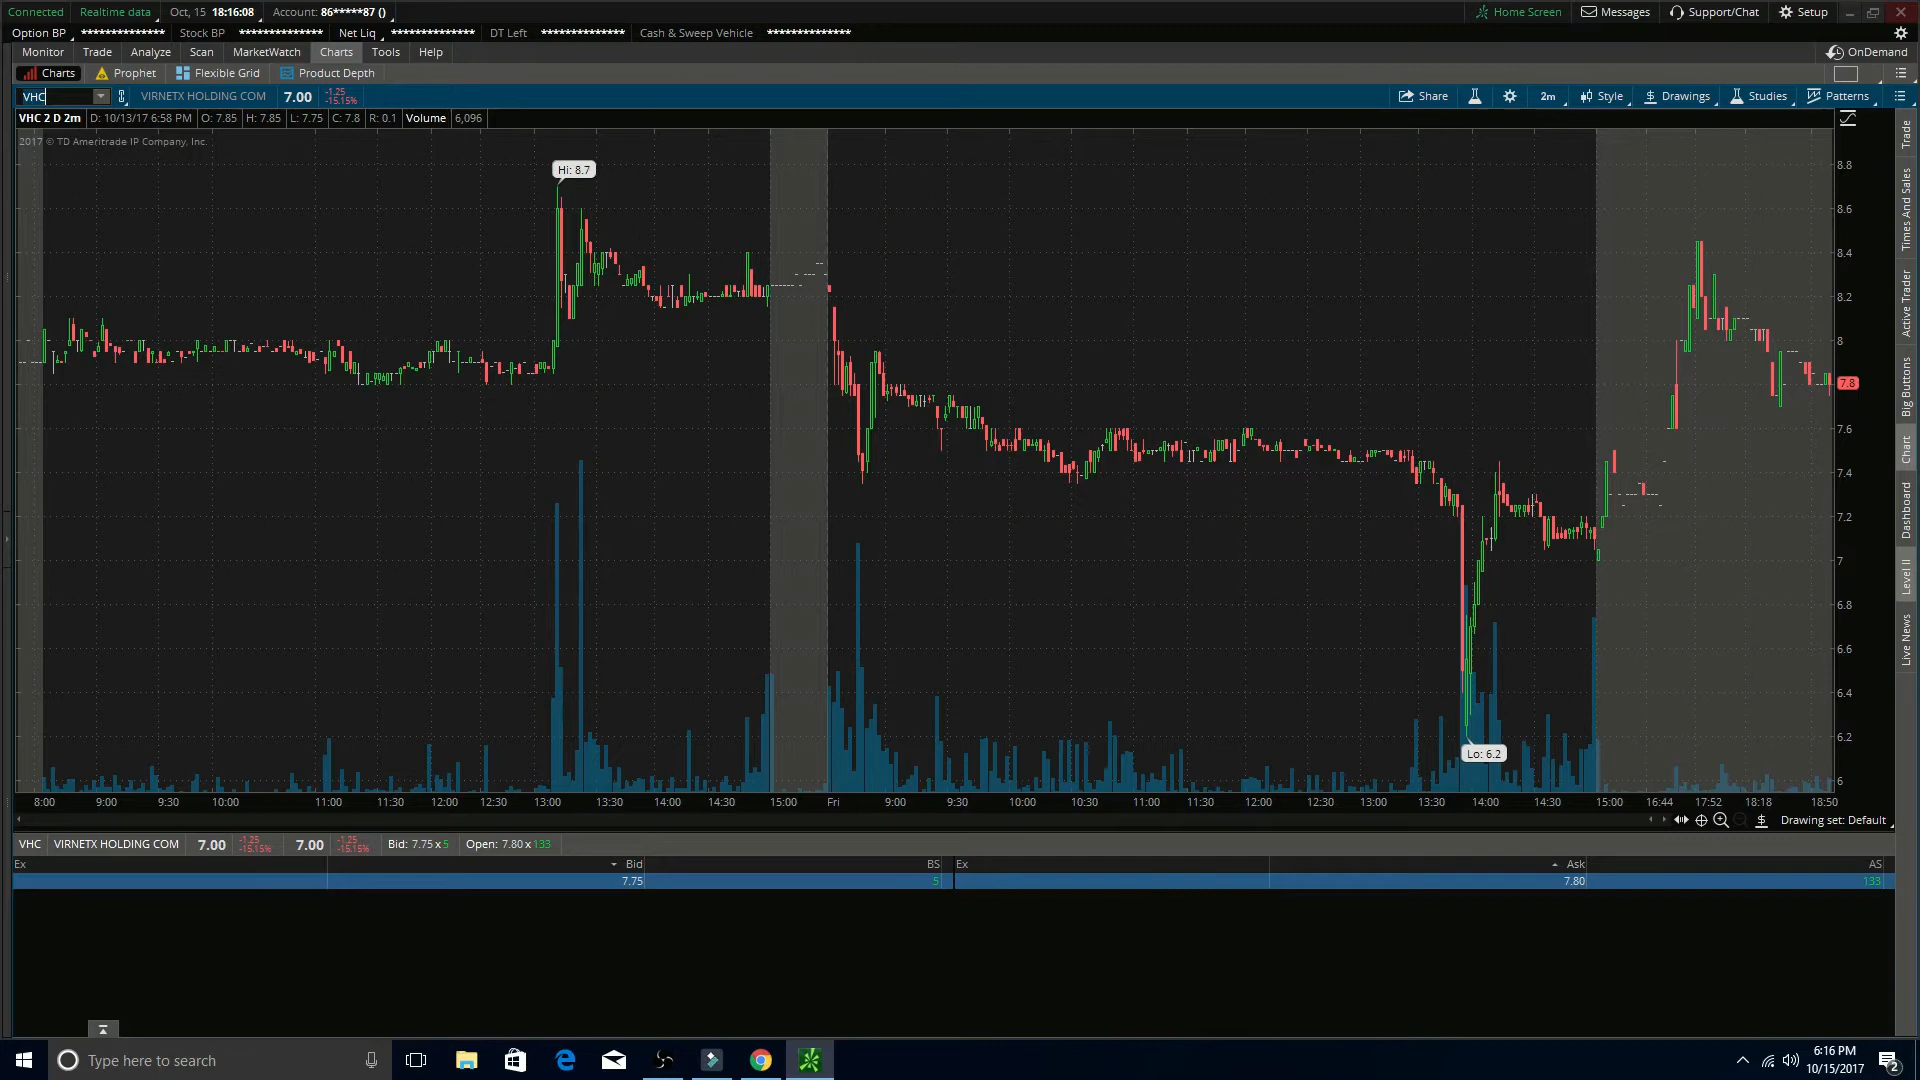 Connected Realtime data Oct, 15 18:16:08 Account: 86*****87 () Home Screen Messages Support/Chat Setup
Option BP ************** Stock BP ************** Net Liq ************** DT Left ************** Cash & Sweep Vehicle **************
Monitor Trade Analyze Scan MarketWatch Charts Tools Help OnDemand
Charts Prophet Flexible Grid Product Depth
VHC VIRNETX HOLDING COM 7.00 -1.25 -15.15% Share 2m Style $ Drawings Studies Patterns
VHC 2 D 2m D: 10/13/17 6:58 PM O: 7.85 H: 7.85 L: 7.75 C: 7.8 R: 0.1 Volume 6,096
2017 © TD Ameritrade IP Company, Inc.
Hi: 8.7
Lo: 6.2
8.8
8.6
8.4
8.2
8
7.8
7.6
7.4
7.2
7
6.8
6.6
6.4
6.2
6
Trade
Times And Sales
Active Trader
Big Buttons
Chart
Dashboard
Level II
Live News
8:00 9:00 9:30 10:00 11:00 11:30 12:00 12:30 13:00 13:30 14:00 14:30 15:00 Fri 9:00 9:30 10:00 10:30 11:00 11:30 12:00 12:30 13:00 13:30 14:00 14:30 15:00 16:44 17:52 18:18 18:50
$ Drawing set: Default
VHC VIRNETX HOLDING COM 7.00 -1.25 -15.15% 7.00 -1.25 -15.15% Bid: 7.75 x 5 Open: 7.80 x 133
Ex Bid BS Ex Ask AS
7.75 5 7.80 133
Type here to search
6:16 PM
10/15/2017
2